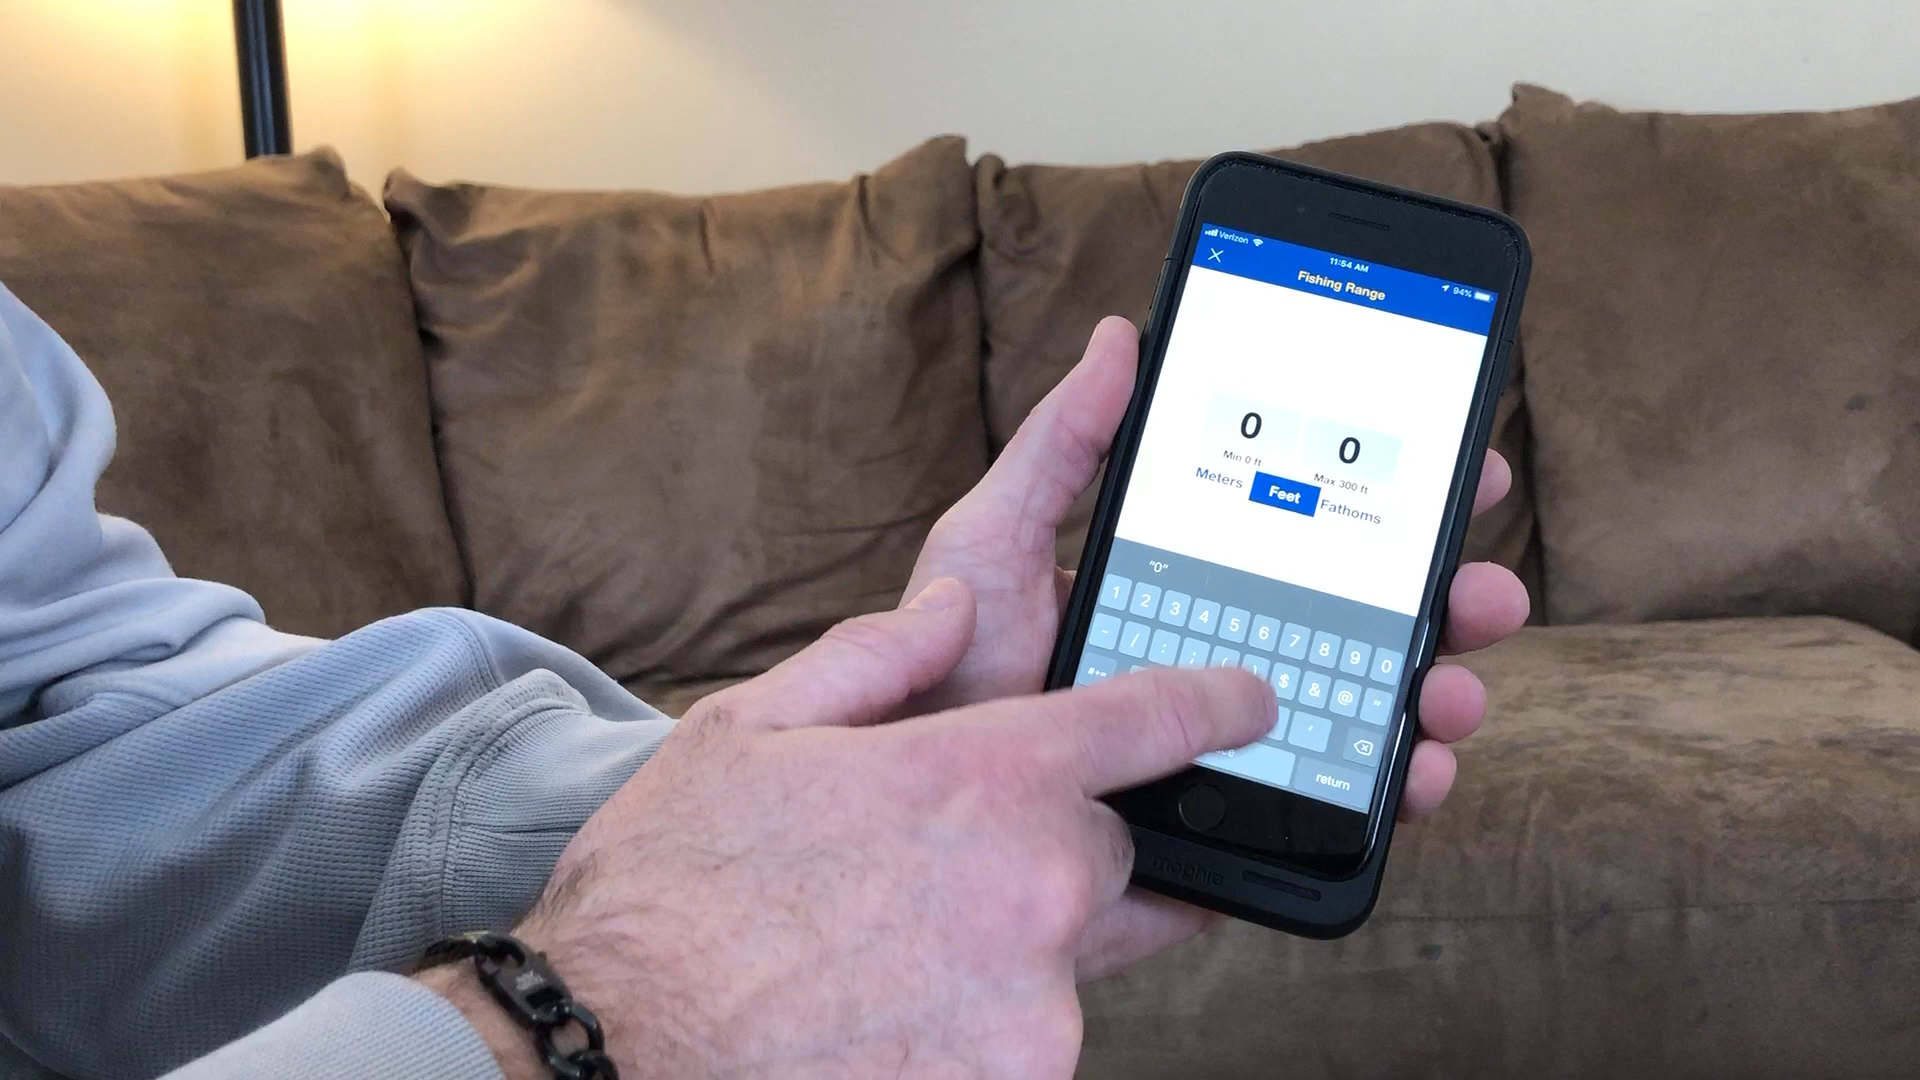 Verizon
11:54 AM
94%
Fishing Range
0 0
Min 0 ft Max 300 ft
Meters Feet Fathoms
"0"
1 2 3 4 5 6 7 8 9 0
- / : ; ( ) $ & @ "
#+= '
return
mophie